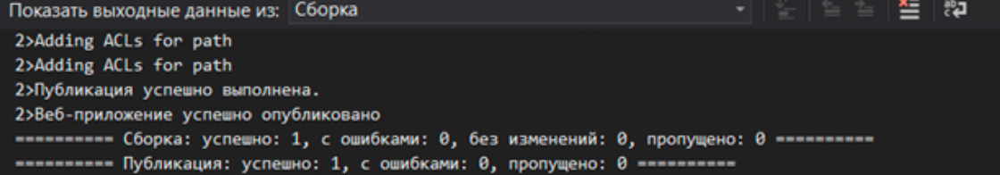 Показать выходные данные из: Сборка
2>Adding ACLs for path
2>Adding ACLs for path
2>Публикация успешно выполнена.
2>Веб-приложение успешно опубликовано
========== Сборка: успешно: 1, с ошибками: 0, без изменений: 0, пропущено: 0 ==========
========== Публикация: успешно: 1, с ошибками: 0, пропущено: 0 ==========